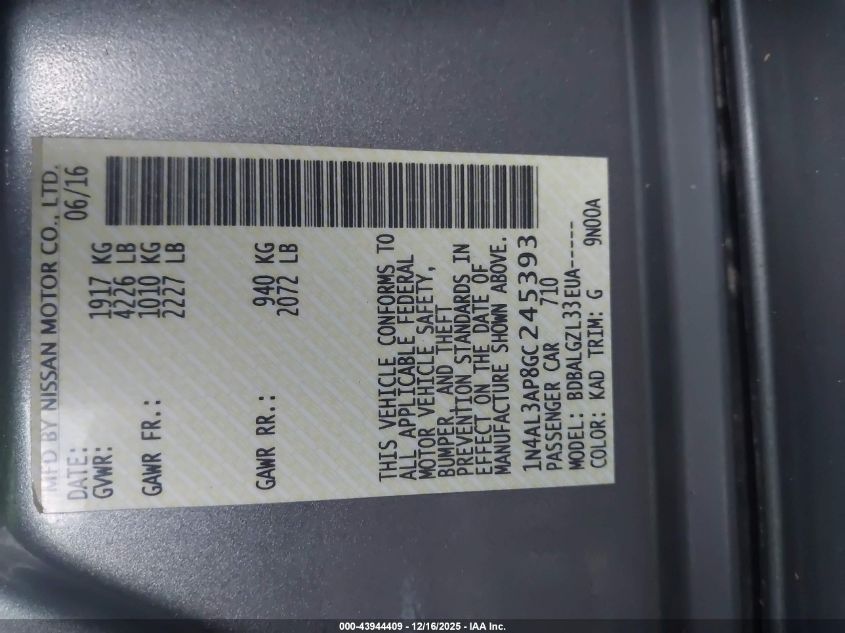 MFD BY NISSAN MOTOR CO., LTD.
DATE: 06/16
GVWR: 1917 KG
4226 LB
GAWR FR.: 1010 KG
2227 LB
GAWR RR.: 940 KG
2072 LB
THIS VEHICLE CONFORMS TO
ALL APPLICABLE FEDERAL
MOTOR VEHICLE SAFETY,
BUMPER, AND THEFT
PREVENTION STANDARDS IN
EFFECT ON THE DATE OF
MANUFACTURE SHOWN ABOVE.
1N4AL3AP8GC245393
PASSENGER CAR 710
MODEL: BDBALGZL33EUA-----
COLOR: KAD TRIM: G 9N00A
000-43944409 - 12/16/2025 - IAA Inc.